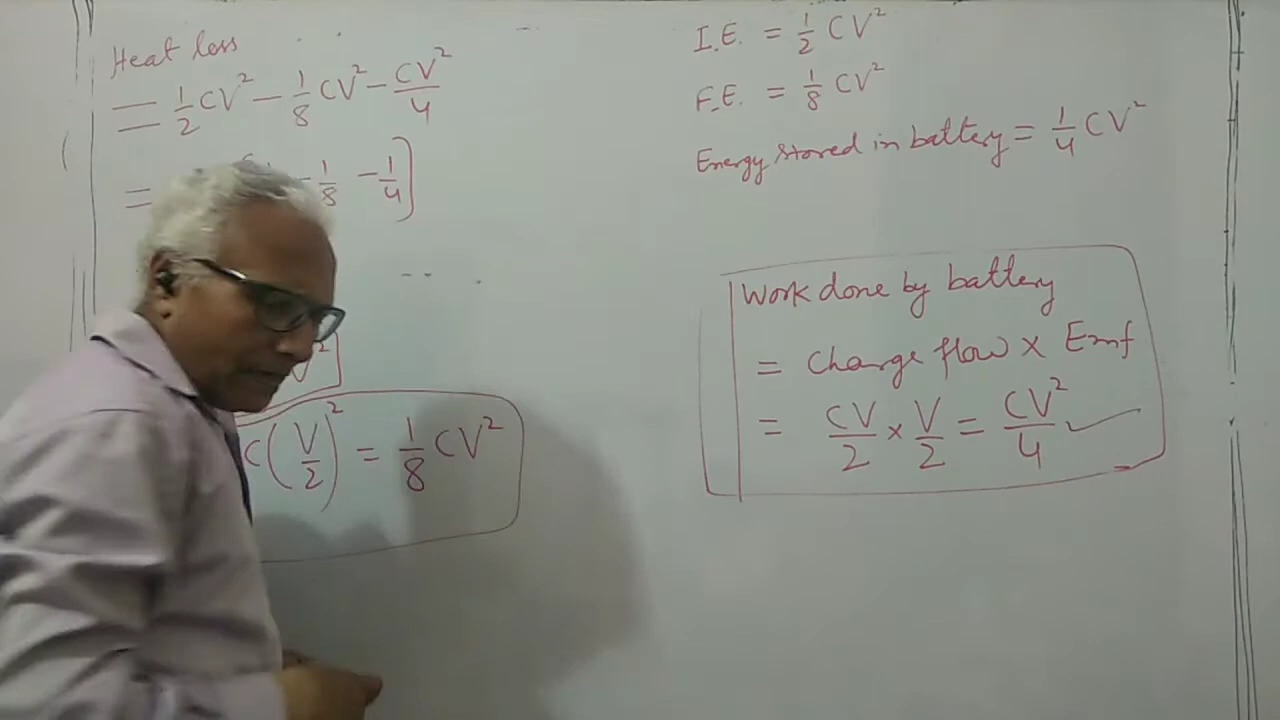 Heat loss
= 1/2 CV² - 1/8 CV² - CV²/4
= - 1/8 - 1/4)
V²
C(V/2)² = 1/8 CV²
I.E. = 1/2 CV²
F.E. = 1/8 CV²
Energy stored in battery = 1/4 CV²
Work done by battery
= Charge flow × Emf
= CV/2 × V/2 = CV²/4 ✓